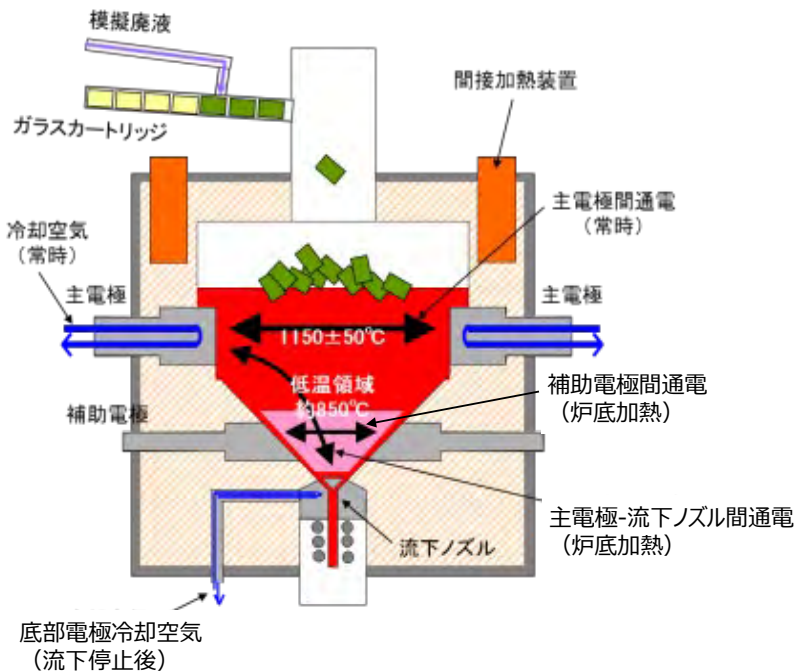 模擬廃液
ガラスカートリッジ
間接加熱装置
冷却空気
(常時)
主電極間通電
(常時)
主電極
主電極
1150±50℃
低温領域
約850℃
補助電極
補助電極間通電
(炉底加熱)
主電極-流下ノズル間通電
(炉底加熱)
流下ノズル
底部電極冷却空気
(流下停止後)